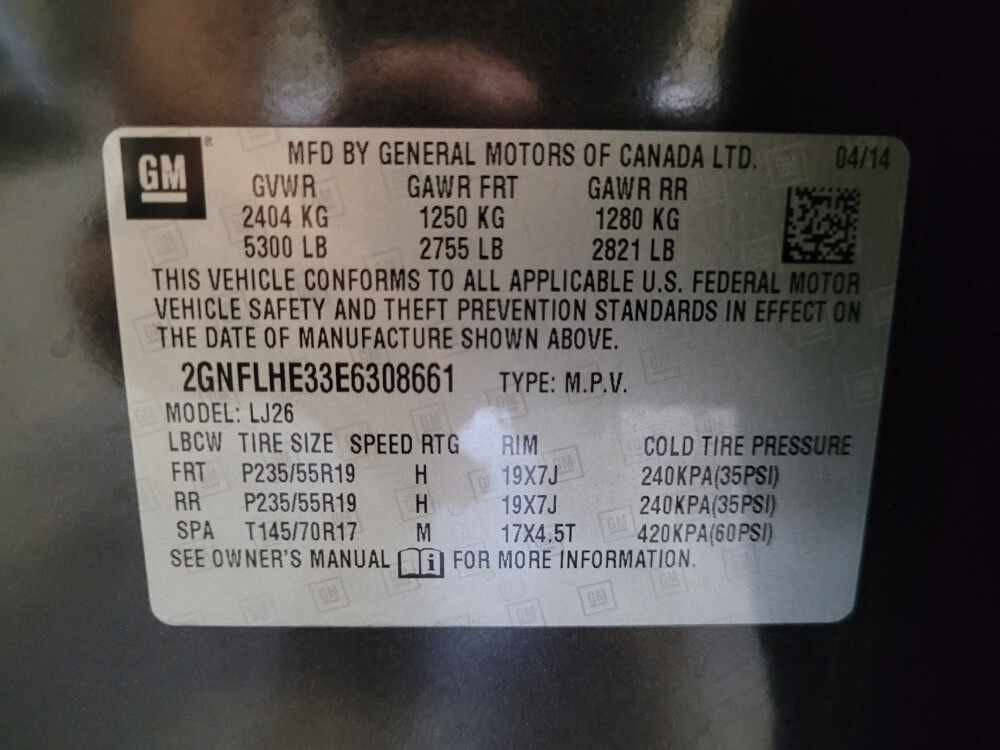 GM ® MFD BY GENERAL MOTORS OF CANADA LTD. 04/14
GVWR GAWR FRT GAWR RR
2404 KG 1250 KG 1280 KG
5300 LB 2755 LB 2821 LB
THIS VEHICLE CONFORMS TO ALL APPLICABLE U.S. FEDERAL MOTOR
VEHICLE SAFETY AND THEFT PREVENTION STANDARDS IN EFFECT ON
THE DATE OF MANUFACTURE SHOWN ABOVE.
2GNFLHE33E6308661 TYPE: M.P.V.
MODEL: LJ26
LBCW TIRE SIZE SPEED RTG RIM COLD TIRE PRESSURE
FRT P235/55R19 H 19X7J 240KPA(35PSI)
RR P235/55R19 H 19X7J 240KPA(35PSI)
SPA T145/70R17 M 17X4.5T 420KPA(60PSI)
SEE OWNER'S MANUAL i FOR MORE INFORMATION.